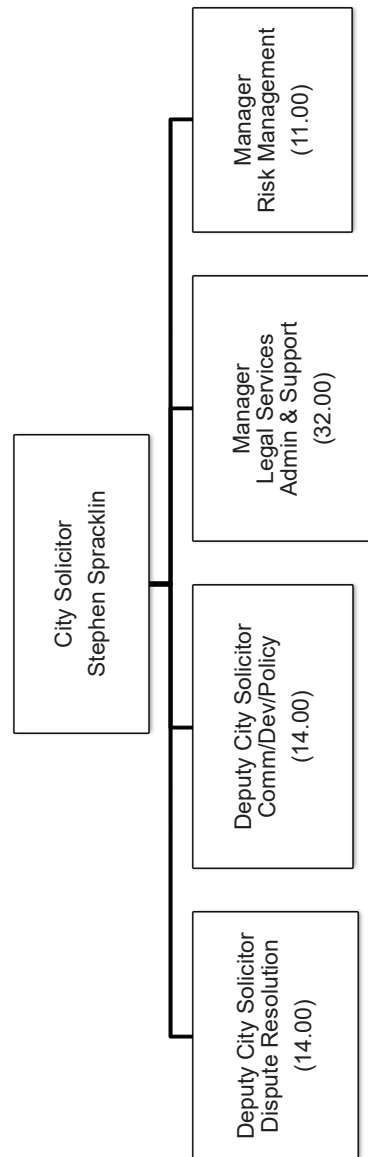 City Solicitor
Stephen Spracklin
Deputy City Solicitor
Dispute Resolution
(14.00)
Deputy City Solicitor
Comm/Dev/Policy
(14.00)
Manager
Legal Services
Admin & Support
(32.00)
Manager
Risk Management
(11.00)